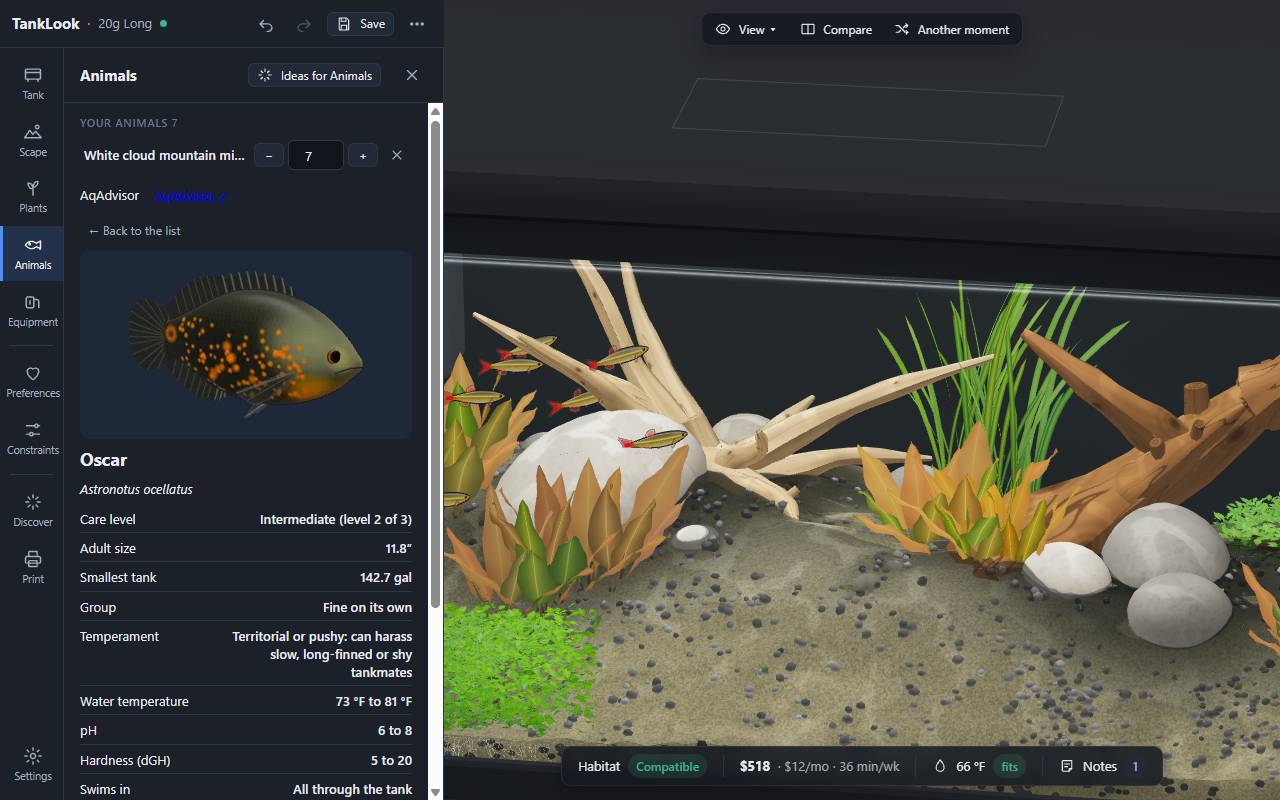 TankLook · 20g Long
Save
View
Compare
Another moment
Tank
Scape
Plants
Animals
Equipment
Preferences
Constraints
Discover
Print
Settings
Animals
Ideas for Animals
YOUR ANIMALS 7
White cloud mountain mi... − 7 +
AqAdvisor AqAdvisor ↗
← Back to the list
Oscar
Astronotus ocellatus
Care level Intermediate (level 2 of 3)
Adult size 11.8″
Smallest tank 142.7 gal
Group Fine on its own
Temperament Territorial or pushy: can harass
slow, long-finned or shy
tankmates
Water temperature 73 °F to 81 °F
pH 6 to 8
Hardness (dGH) 5 to 20
Swims in All through the tank
Habitat Compatible $518 · $12/mo · 36 min/wk 66 °F fits Notes 1